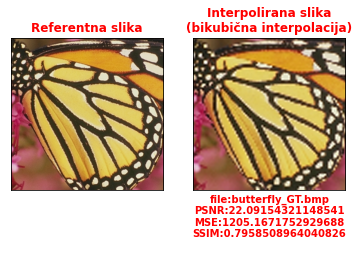 Referentna slika
Interpolirana slika
(bikubična interpolacija)
file:butterfly_GT.bmp
PSNR:22.09154321148541
MSE:1205.1671752929688
SSIM:0.7958508964040826